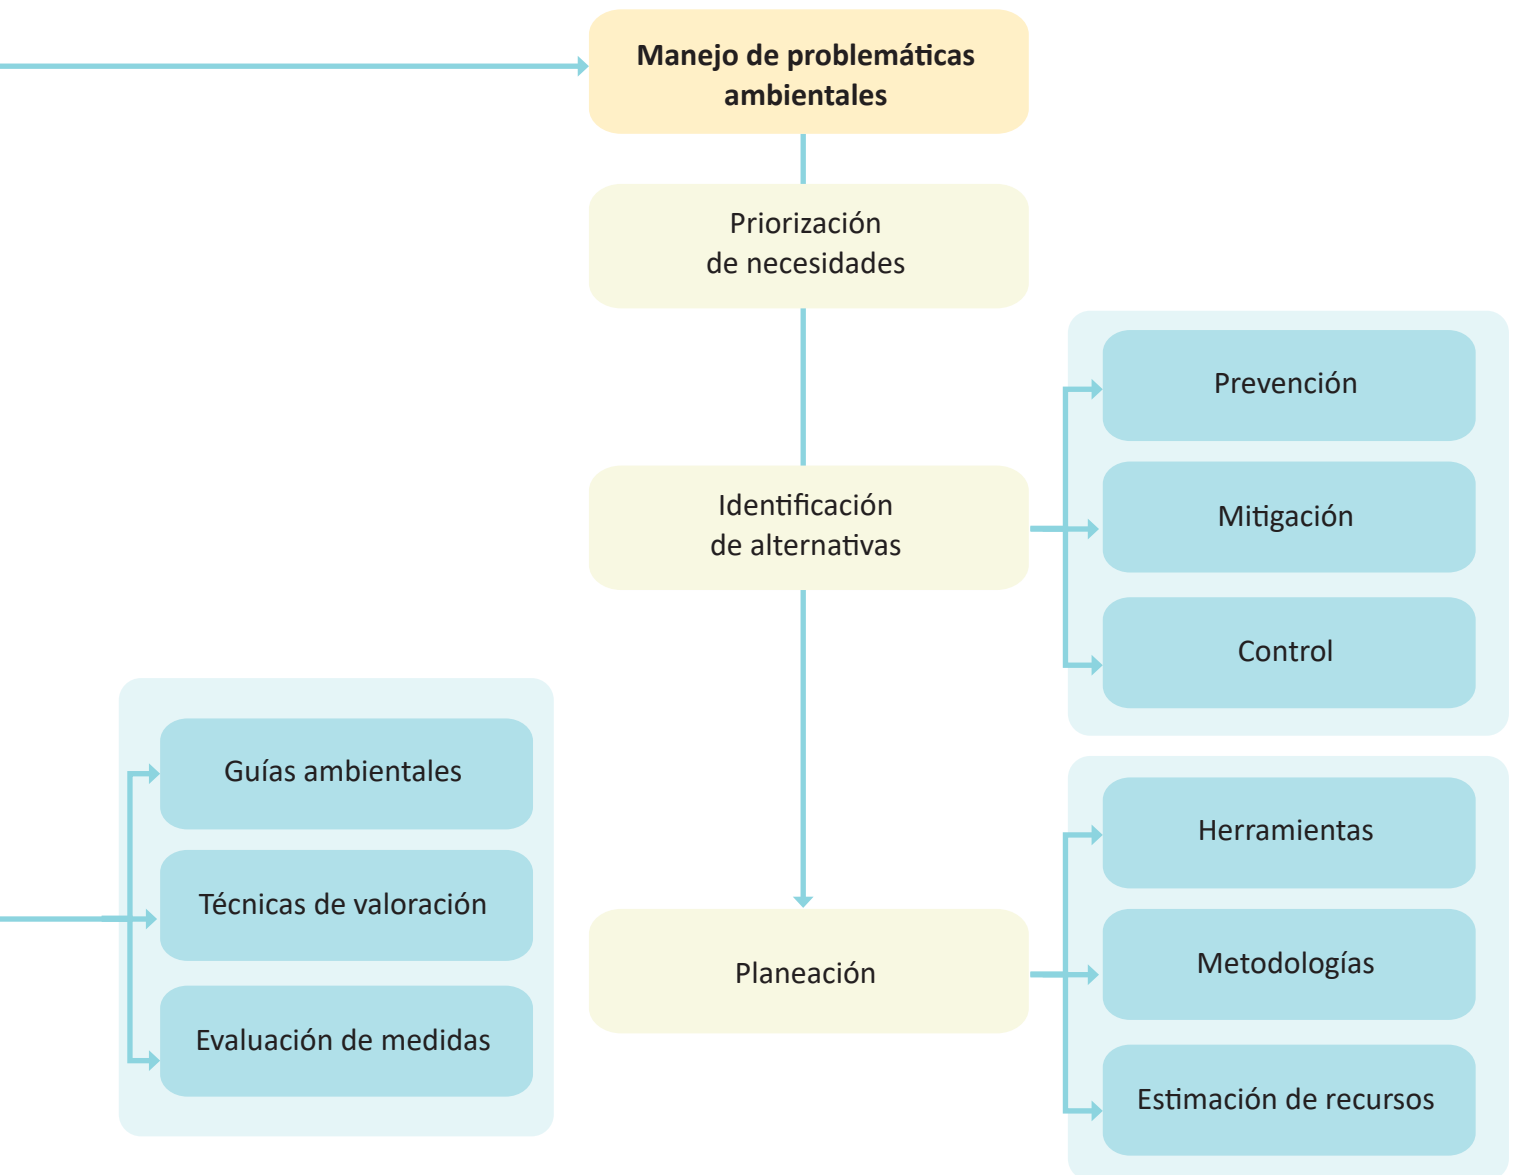 Manejo de problemáticas
ambientales
Priorización
de necesidades
Identificación
de alternativas
Prevención
Mitigación
Control
Guías ambientales
Técnicas de valoración
Evaluación de medidas
Planeación
Herramientas
Metodologías
Estimación de recursos